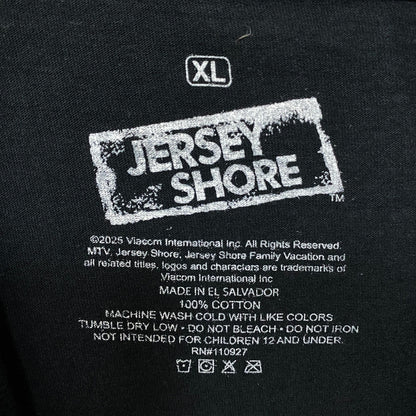 XL
JERSEY
SHORE
TM
©2025 Viacom International Inc. All Rights Reserved.
MTV, Jersey Shore, Jersey Shore Family Vacation and
all related titles, logos and characters are trademarks of
Viacom International Inc
MADE IN EL SALVADOR
100% COTTON
MACHINE WASH COLD WITH LIKE COLORS
TUMBLE DRY LOW - DO NOT BLEACH - DO NOT IRON
NOT INTENDED FOR CHILDREN 12 AND UNDER.
RN#110927